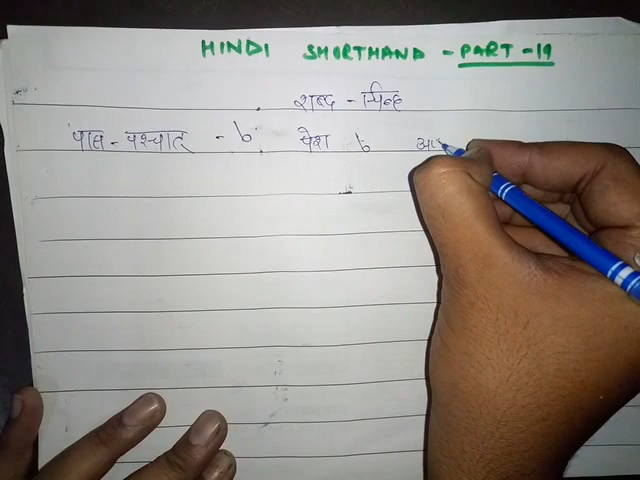 HINDI SHORTHAND - PART - 19
शब्द - चिन्ह
पास - पश्चात् - पेश